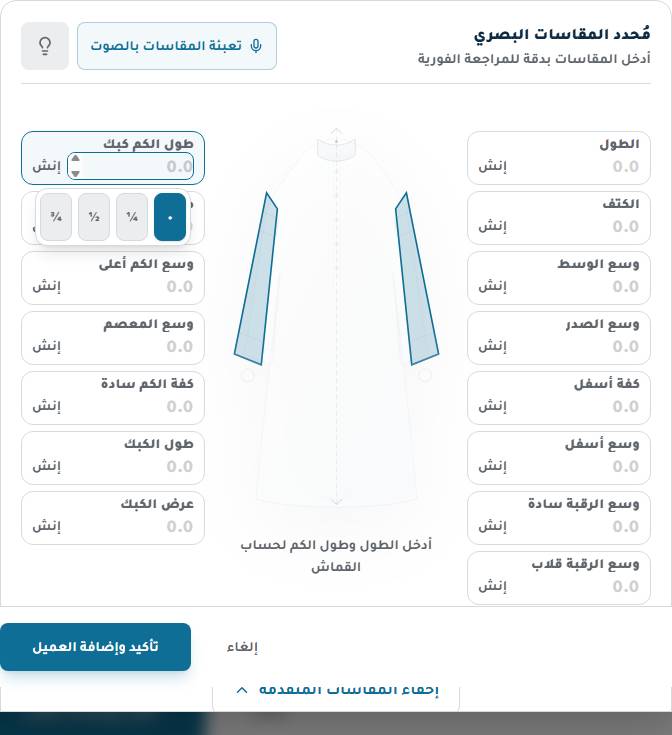 مُحدد المقاسات البصري
أدخل المقاسات بدقة للمراجعة الفورية
تعبئة المقاسات بالصوت
الطول
0.0 إنش
الكتف
0.0 إنش
وسع الوسط
0.0 إنش
وسع الصدر
0.0 إنش
كفة أسفل
0.0 إنش
وسع أسفل
0.0 إنش
وسع الرقبة سادة
0.0 إنش
وسع الرقبة قلاب
0.0 إنش
أدخل الطول وطول الكم لحساب
القماش
طول الكم كبك
0.0 إنش
• ¼ ½ ¾
وسع الكم أعلى
0.0 إنش
وسع المعصم
0.0 إنش
كفة الكم سادة
0.0 إنش
طول الكبك
0.0 إنش
عرض الكبك
0.0 إنش
إلغاء
تأكيد وإضافة العميل
إخفاء المقاسات المتقدمة